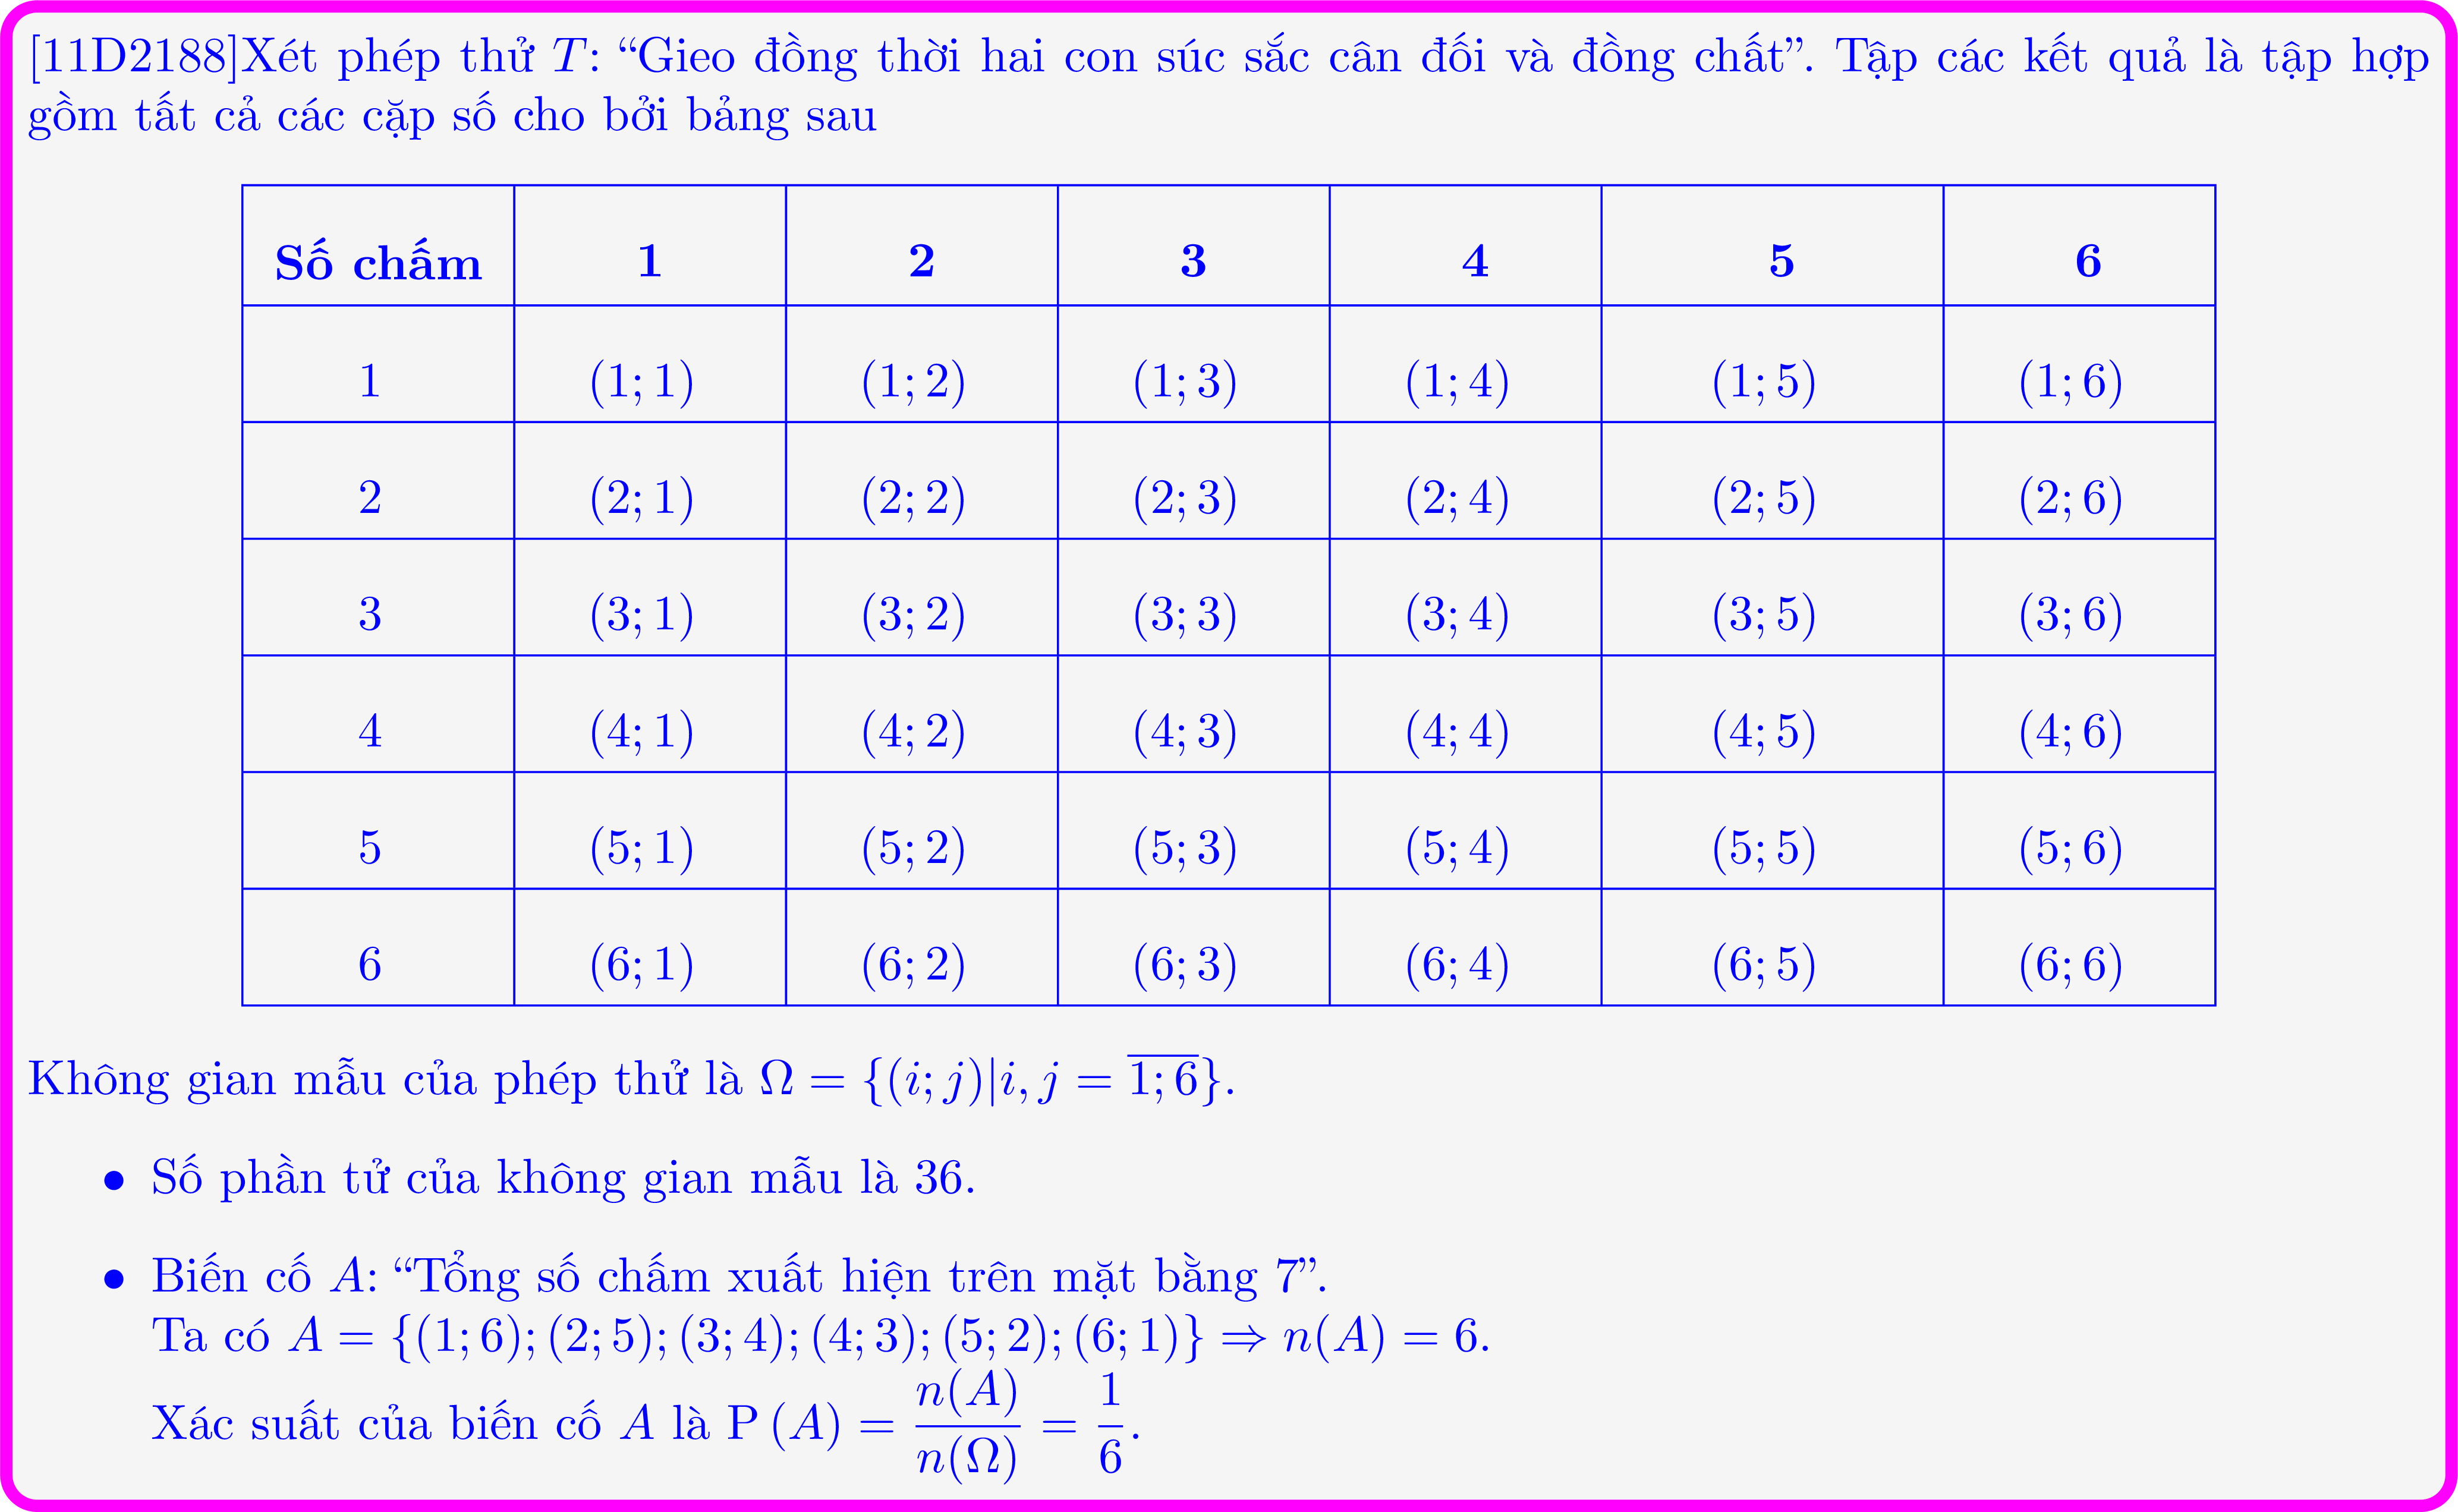 [11D2188]Xét phép thử T: “Gieo đồng thời hai con súc sắc cân đối và đồng chất”. Tập các kết quả là tập hợp
gồm tất cả các cặp số cho bởi bảng sau
Số chấm 1 2 3 4 5 6
1 (1; 1) (1; 2) (1; 3) (1; 4) (1; 5) (1; 6)
2 (2; 1) (2; 2) (2; 3) (2; 4) (2; 5) (2; 6)
3 (3; 1) (3; 2) (3; 3) (3; 4) (3; 5) (3; 6)
4 (4; 1) (4; 2) (4; 3) (4; 4) (4; 5) (4; 6)
5 (5; 1) (5; 2) (5; 3) (5; 4) (5; 5) (5; 6)
6 (6; 1) (6; 2) (6; 3) (6; 4) (6; 5) (6; 6)
Không gian mẫu của phép thử là $\Omega = \{(i; j)|i, j = \overline{1; 6}\}$.
• Số phần tử của không gian mẫu là 36.
• Biến cố A: “Tổng số chấm xuất hiện trên mặt bằng 7”.
Ta có $A = \{(1; 6); (2; 5); (3; 4); (4; 3); (5; 2); (6; 1)\} \Rightarrow n(A) = 6$.
Xác suất của biến cố A là $P(A) = \frac{n(A)}{n(\Omega)} = \frac{1}{6}$.